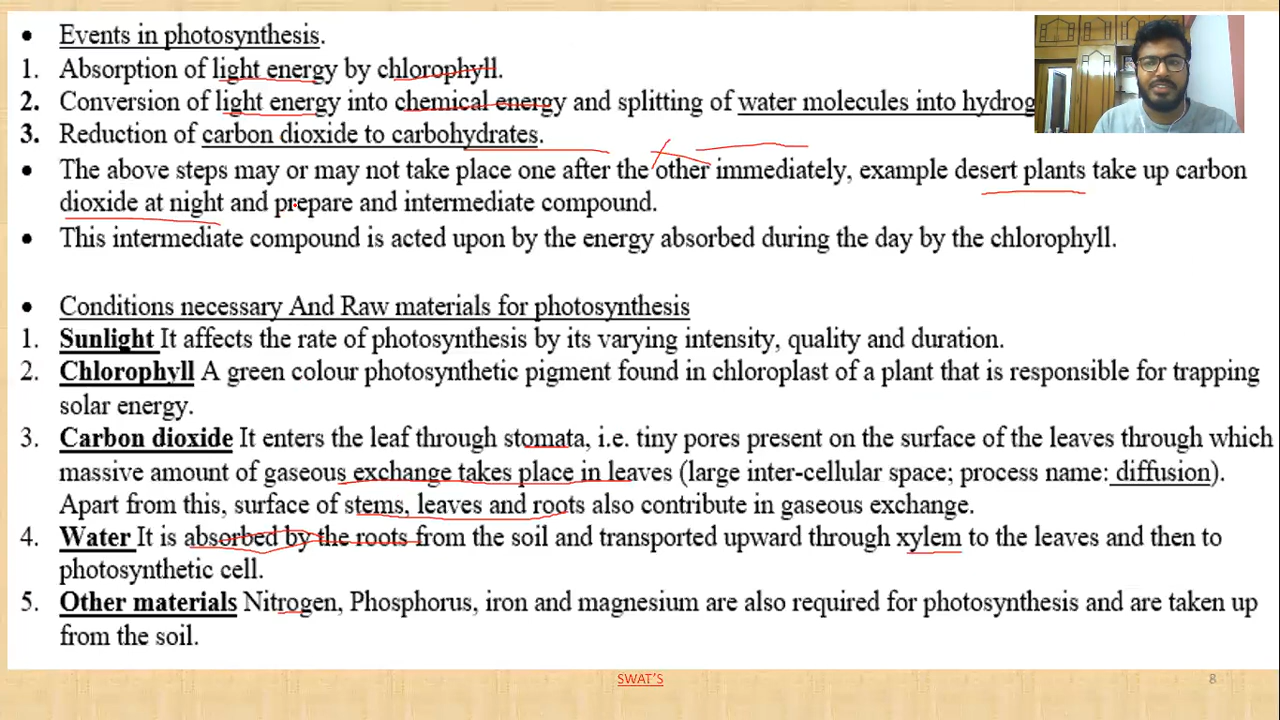 • Events in photosynthesis.
1. Absorption of light energy by chlorophyll.
2. Conversion of light energy into chemical energy and splitting of water molecules into hydrog
3. Reduction of carbon dioxide to carbohydrates.
• The above steps may or may not take place one after the other immediately, example desert plants take up carbon
dioxide at night and prepare and intermediate compound.
• This intermediate compound is acted upon by the energy absorbed during the day by the chlorophyll.
• Conditions necessary And Raw materials for photosynthesis
1. Sunlight It affects the rate of photosynthesis by its varying intensity, quality and duration.
2. Chlorophyll A green colour photosynthetic pigment found in chloroplast of a plant that is responsible for trapping
solar energy.
3. Carbon dioxide It enters the leaf through stomata, i.e. tiny pores present on the surface of the leaves through which
massive amount of gaseous exchange takes place in leaves (large inter-cellular space; process name: diffusion).
Apart from this, surface of stems, leaves and roots also contribute in gaseous exchange.
4. Water It is absorbed by the roots from the soil and transported upward through xylem to the leaves and then to
photosynthetic cell.
5. Other materials Nitrogen, Phosphorus, iron and magnesium are also required for photosynthesis and are taken up
from the soil.
SWAT'S
8